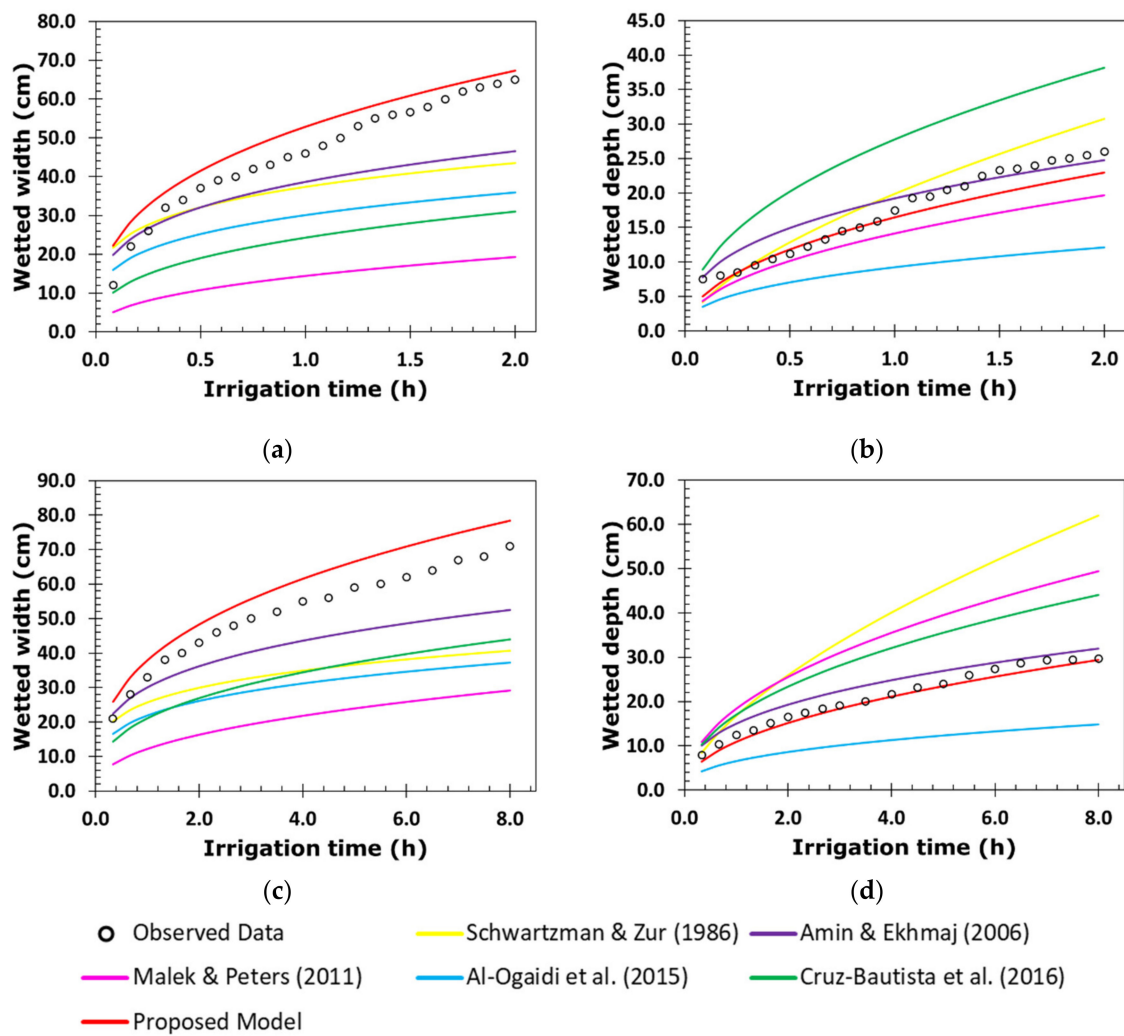 80.0
70.0
60.0
50.0
40.0
30.0
20.0
10.0
0.0
Wetted width (cm)
0.0 0.5 1.0 1.5 2.0
Irrigation time (h)
(a)
45.0
40.0
35.0
30.0
25.0
20.0
15.0
10.0
5.0
0.0
Wetted depth (cm)
0.0 0.5 1.0 1.5 2.0
Irrigation time (h)
(b)
90.0
80.0
70.0
60.0
50.0
40.0
30.0
20.0
10.0
0.0
Wetted width (cm)
0.0 2.0 4.0 6.0 8.0
Irrigation time (h)
(c)
70.0
60.0
50.0
40.0
30.0
20.0
10.0
0.0
Wetted depth (cm)
0.0 2.0 4.0 6.0 8.0
Irrigation time (h)
(d)
Observed Data Schwartzman & Zur (1986) Amin & Ekhmaj (2006)
Malek & Peters (2011) Al-Ogaidi et al. (2015) Cruz-Bautista et al. (2016)
Proposed Model